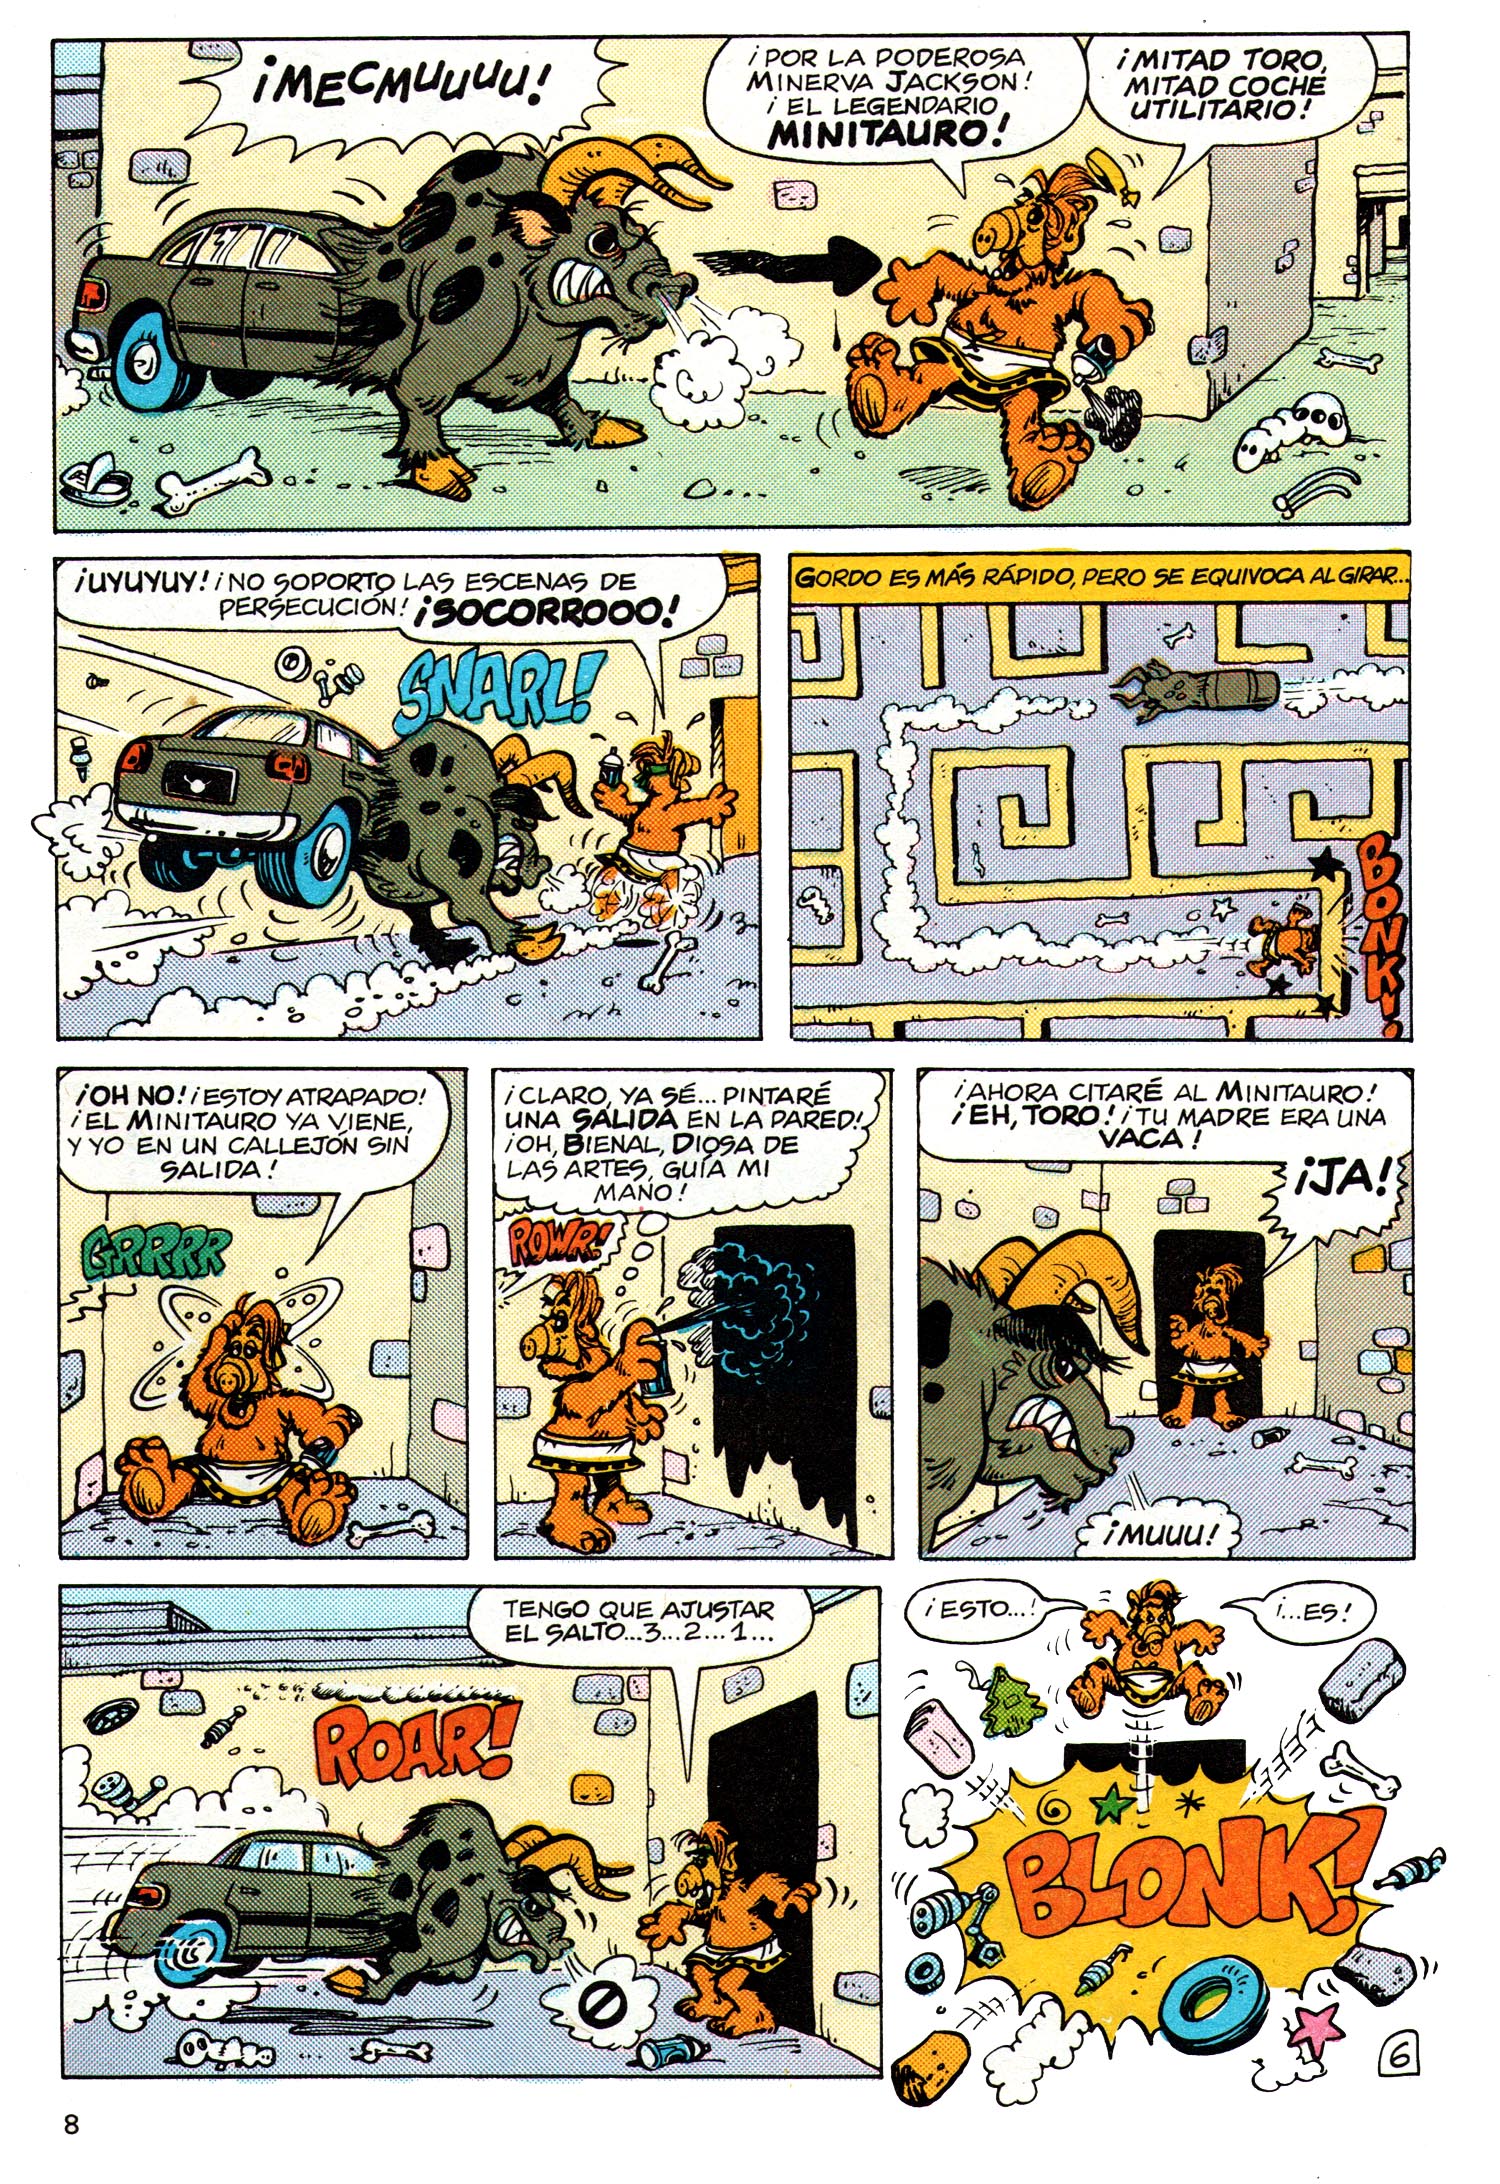 ¡MECMUUUU!
¡POR LA PODEROSA
MINERVA JACKSON!
¡EL LEGENDARIO
MINITAURO!
¡MITAD TORO,
MITAD COCHE
UTILITARIO!
¡UYUYUY! ¡NO SOPORTO LAS ESCENAS DE
PERSECUCIÓN! ¡SOCORROOO!
SNARL!
GORDO ES MÁS RÁPIDO, PERO SE EQUIVOCA AL GIRAR...
BONK!
¡OH NO! ¡ESTOY ATRAPADO!
¡EL MINITAURO YA VIENE,
Y YO EN UN CALLEJÓN SIN
SALIDA!
GRRRR
¡CLARO, YA SÉ... PINTARÉ
UNA SALIDA EN LA PARED!
¡OH, BIENAL, DIOSA DE
LAS ARTES, GUÍA MI
MANO!
ROWR!
¡AHORA CITARÉ AL MINITAURO!
¡EH, TORO! ¡TU MADRE ERA UNA
VACA!
¡JA!
¡MUUU!
TENGO QUE AJUSTAR
EL SALTO...3...2...1...
ROAR!
¡ESTO...!
¡...ES!
BLONK!
6
8